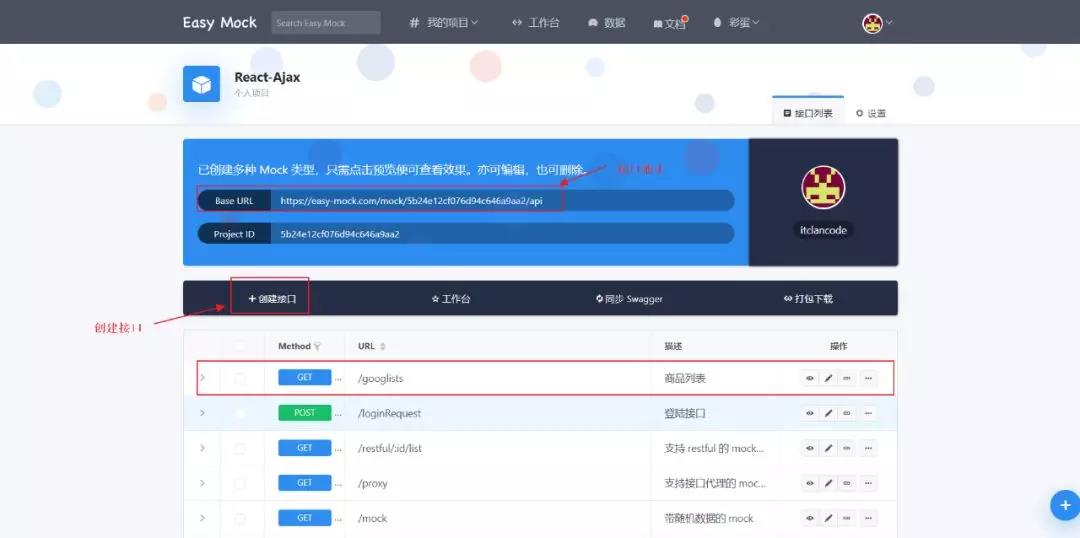 Easy Mock Search Easy Mock # 我的项目 工作台 数据 文档 彩蛋
React-Ajax
个人项目
接口列表 设置
已创建多种 Mock 类型，只需点击预览便可查看效果。亦可编辑，也可删除。
Base URL https://easy-mock.com/mock/5b24e12cf076d94c646a9aa2/api
Project ID 5b24e12cf076d94c646a9aa2
itclancode
+ 创建接口 工作台 同步 Swagger 打包下载
创建接口
Method URL 描述 操作
GET ... /googlists 商品列表
POST ... /loginRequest 登陆接口
GET ... /restful/:id/list 支持 restful 的 mock...
GET ... /proxy 支持接口代理的 moc...
GET ... /mock 带随机数据的 mock